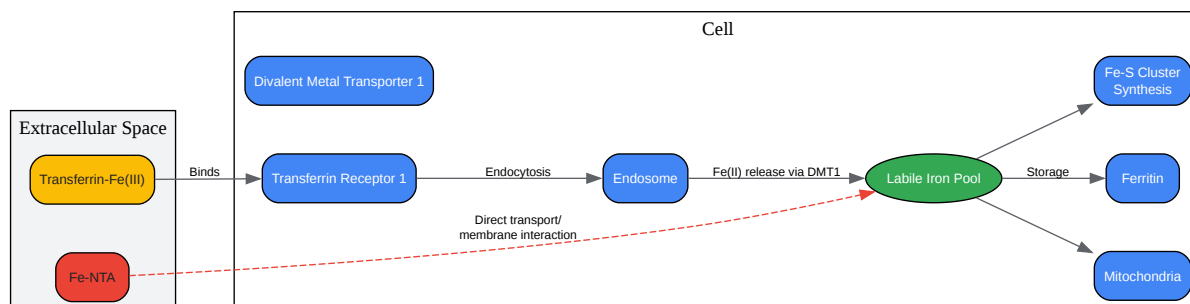 Cell
Divalent Metal Transporter 1
Fe-S Cluster
Synthesis
Extracellular Space
Transferrin-Fe(III)
Binds
Transferrin Receptor 1
Endocytosis
Endosome
Fe(II) release via DMT1
Labile Iron Pool
Storage
Ferritin
Direct transport/
membrane interaction
Fe-NTA
Mitochondria